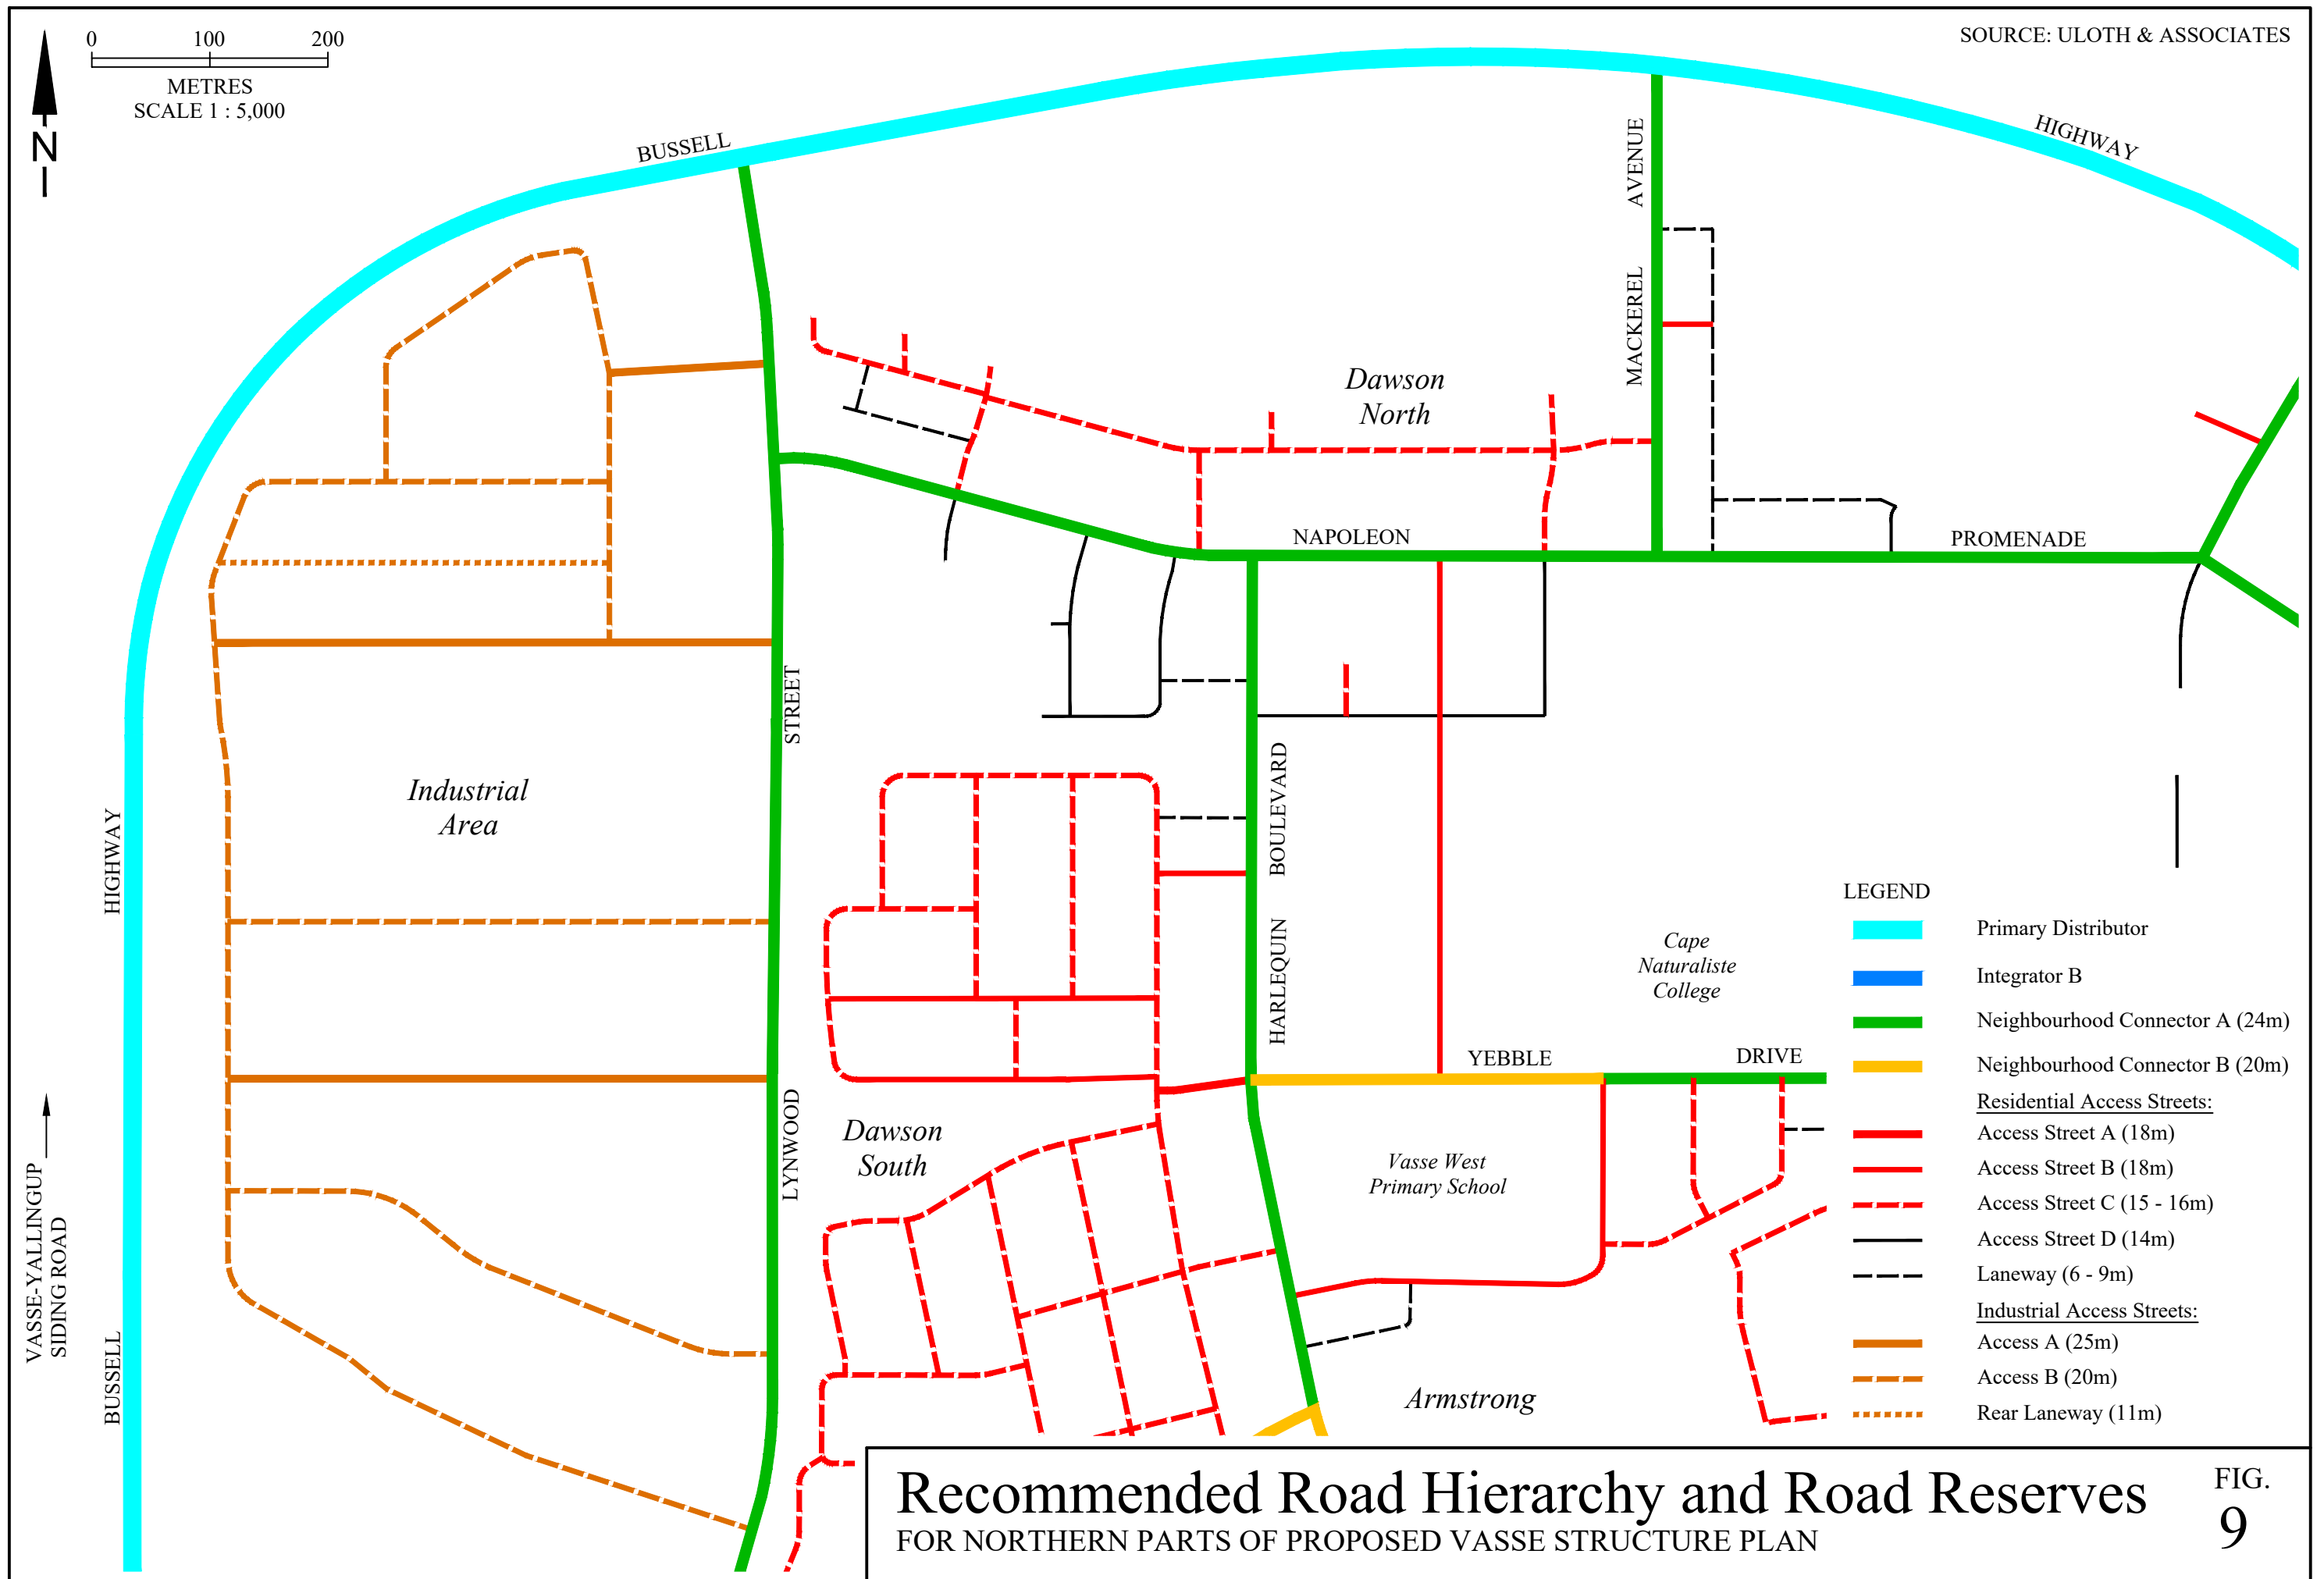 0 100 200
METRES
SCALE 1 : 5,000
N
SOURCE: ULOTH & ASSOCIATES
BUSSELL
HIGHWAY
AVENUE
MACKEREL
Dawson
North
NAPOLEON
PROMENADE
STREET
LYNWOOD
Industrial
Area
HIGHWAY
BUSSELL
VASSE-YALLINGUP
SIDING ROAD
BOULEVARD
HARLEQUIN
Cape
Naturaliste
College
YEBBLE
DRIVE
Dawson
South
Vasse West
Primary School
Armstrong
LEGEND
Primary Distributor
Integrator B
Neighbourhood Connector A (24m)
Neighbourhood Connector B (20m)
Residential Access Streets:
Access Street A (18m)
Access Street B (18m)
Access Street C (15 - 16m)
Access Street D (14m)
Laneway (6 - 9m)
Industrial Access Streets:
Access A (25m)
Access B (20m)
Rear Laneway (11m)
Recommended Road Hierarchy and Road Reserves
FOR NORTHERN PARTS OF PROPOSED VASSE STRUCTURE PLAN
FIG.
9